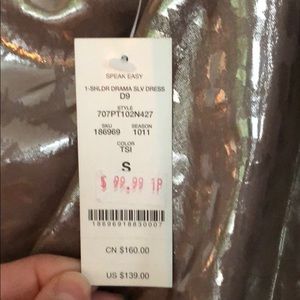 SPEAK EASY
1-SHLDR DRAMA SLV DRESS
D9
STYLE
707PT102N427
SKU SEASON
186969 1011
COLOR
TSI
S
$ 99.99 1P
18696918830007
CN $160.00
US $139.00